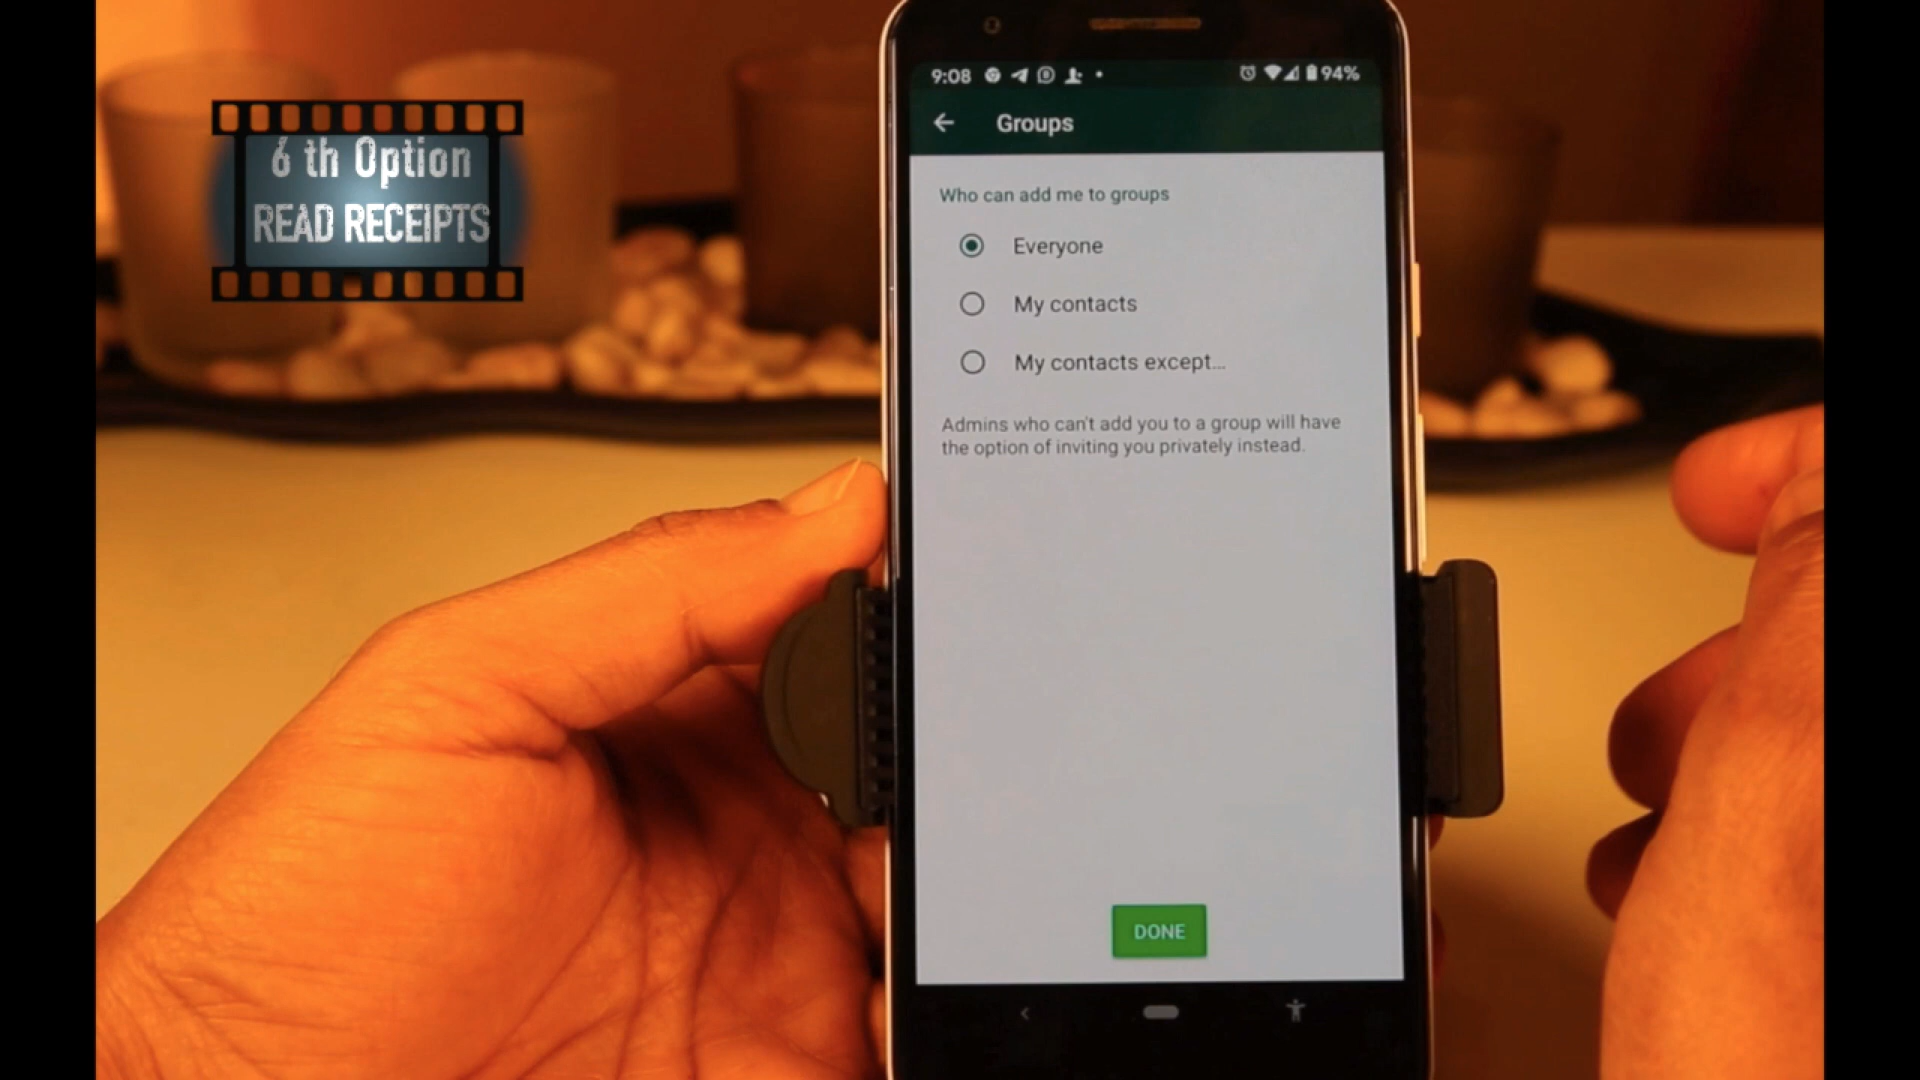 6 th Option
READ RECEIPTS
9:08
94%
Groups
Who can add me to groups
Everyone
My contacts
My contacts except...
Admins who can't add you to a group will have
the option of inviting you privately instead.
DONE